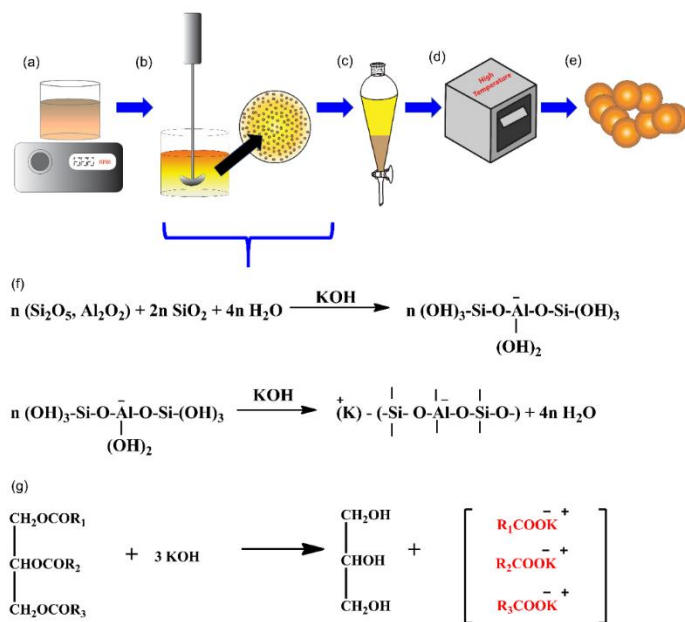 (a) (b) (c) (d) (e)
High
Temperature
RPM
(f)
n (Si₂O₅, Al₂O₂) + 2n SiO₂ + 4n H₂O KOH n (OH)₃-Si-O-Al-O-Si-(OH)₃
−
(OH)₂
n (OH)₃-Si-O-Al-O-Si-(OH)₃ KOH (K) - (-Si- O-Al-O-Si-O-) + 4n H₂O
− + −
(OH)₂
(g)
CH₂OCOR₁ CH₂OH R₁COOK − +
CHOCOR₂ + 3 KOH CHOH + R₂COOK − +
CH₂OCOR₃ CH₂OH R₃COOK − +